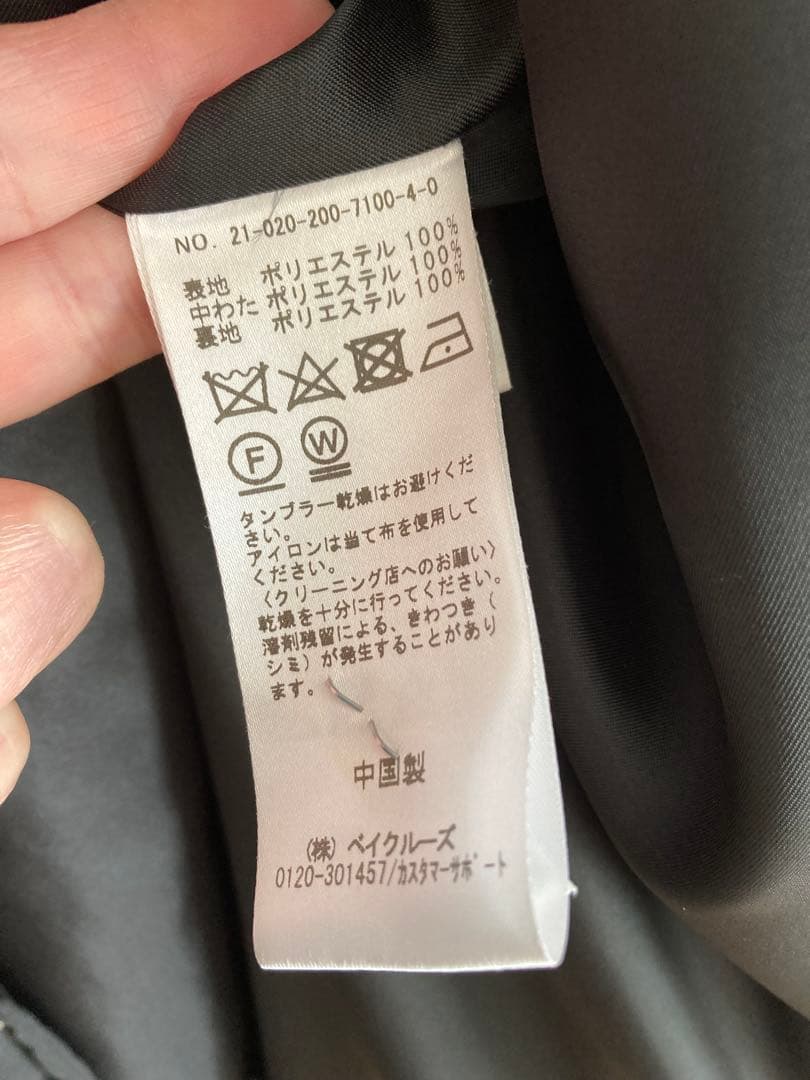 NO. 21-020-200-7100-4-0
表地 ポリエステル 100%
中わた ポリエステル 100%
裏地 ポリエステル 100%
F W
タンブラー乾燥はお避けくだ
さい。
アイロンは当て布を使用して
ください。
〈クリーニング店へのお願い〉
乾燥を十分に行ってください。
溶剤残留による、きわつき(
シミ)が発生することがあり
ます。
中国製
(株) ベイクルーズ
0120-301457/カスタマーサポート